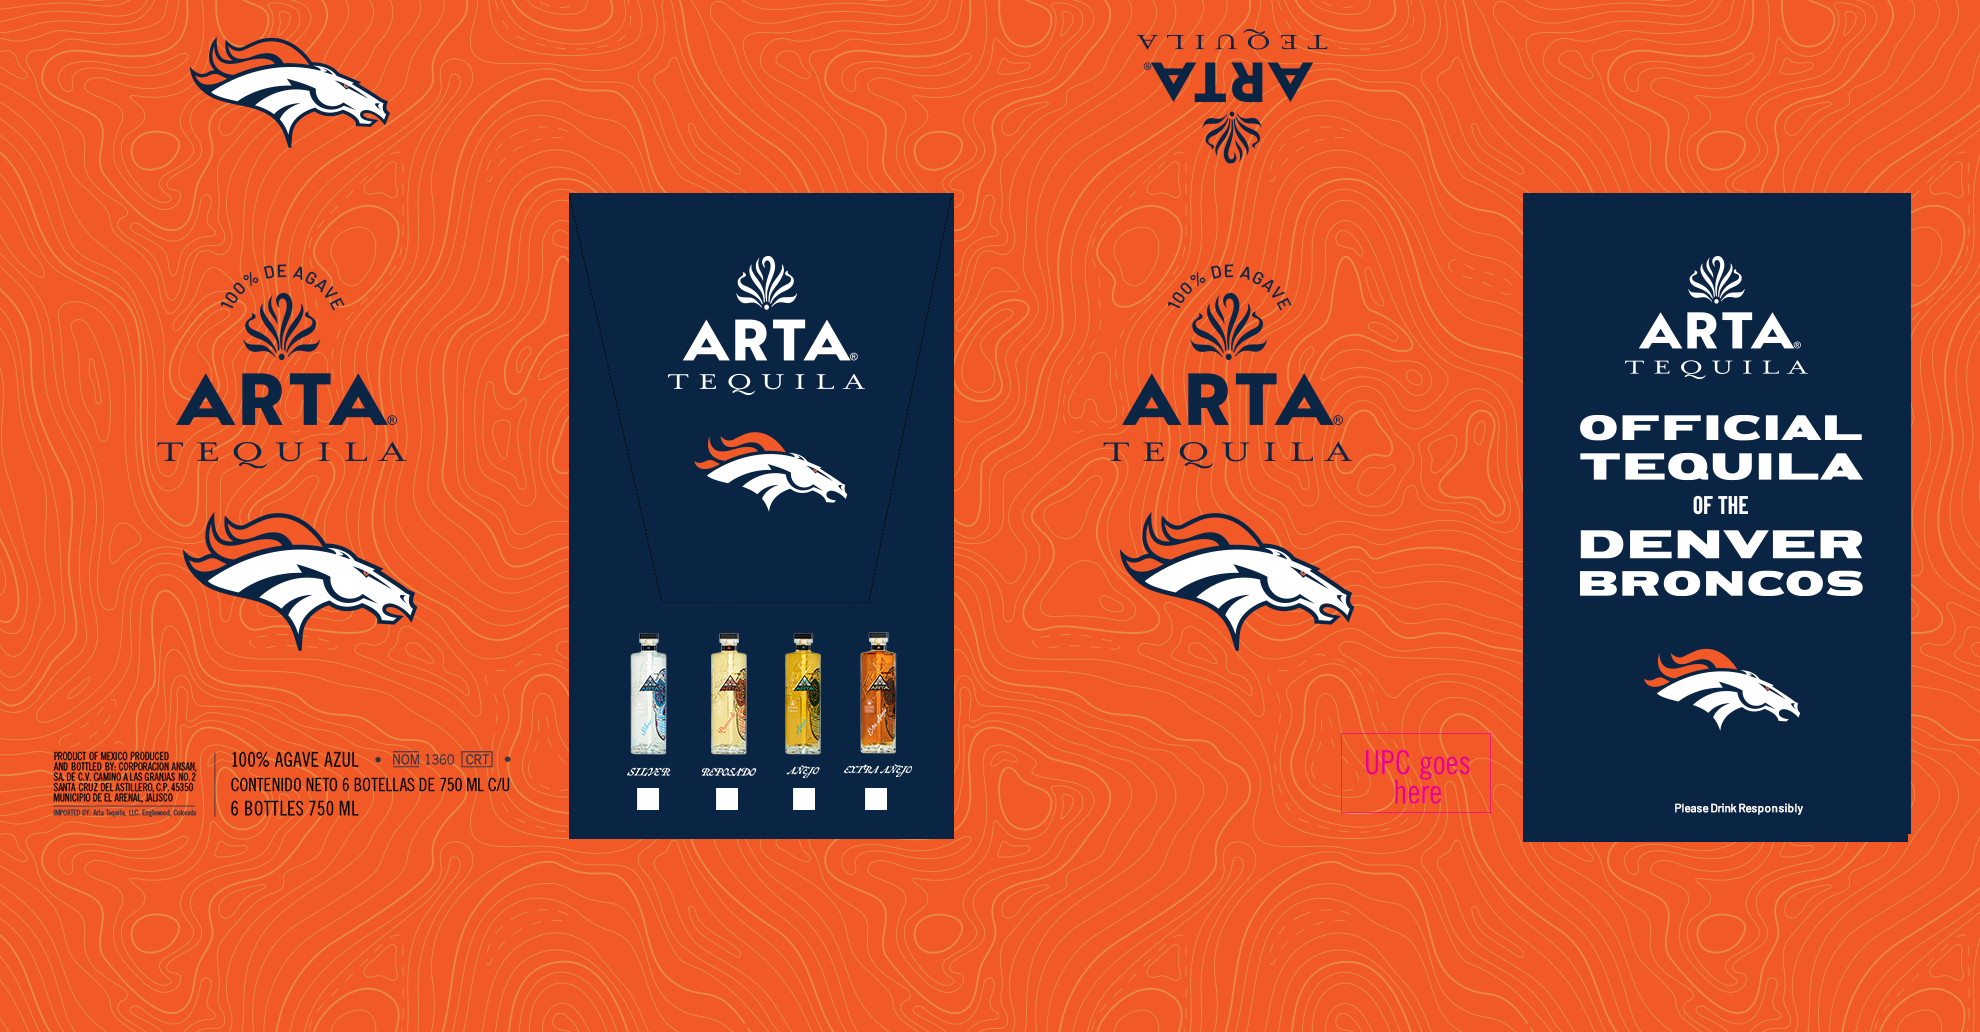 TEQUILA
ARTA®
100% DE AGAVE
ARTA®
TEQUILA
PRODUCT OF MEXICO PRODUCED
AND BOTTLED BY: CORPORACION ANSAN,
SA. DE C.V. CAMINO A LAS GRANJAS NO. 2
SANTA CRUZ DEL ASTILLERO, C.P. 45350
MUNICIPIO DE EL ARENAL, JALISCO
IMPORTED BY: Arta Tequila, LLC. Englewood, Colorado
100% AGAVE AZUL • NOM 1360 CRT •
CONTENIDO NETO 6 BOTELLAS DE 750 ML C/U
6 BOTTLES 750 ML
ARTA®
TEQUILA
ARTA
ARTA
ARTA
ARTA
SILVER
REPOSADO
AÑEJO
EXTRA AÑEJO
100% DE AGAVE
ARTA®
TEQUILA
UPC goes
here
ARTA®
TEQUILA
OFFICIAL
TEQUILA
OF THE
DENVER
BRONCOS
Please Drink Responsibly